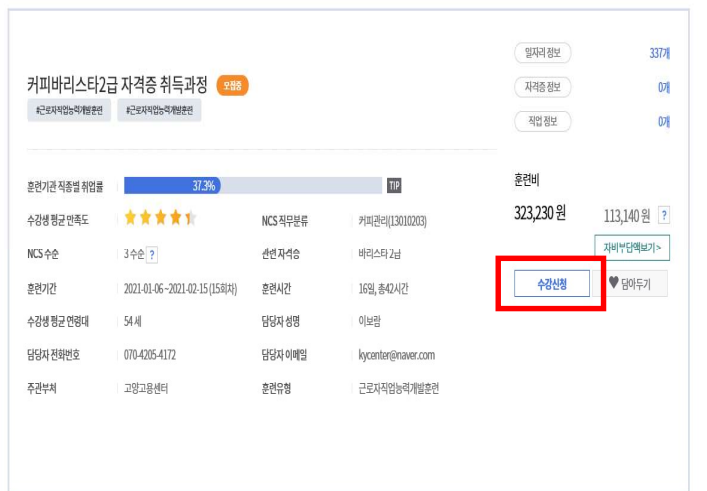 일자리 정보 337개
커피바리스타2급 자격증 취득과정 모집중
자격증 정보 0개
#근로자직업능력개발훈련 #근로자직업능력개발훈련
직업 정보 0개
훈련기관 직종별 취업률 37.3% TIP
훈련비
수강생 평균 만족도 NCS 직무분류 커피관리(13010203)
323,230 원 113,140 원 ?
NCS 수준 3 수준 ? 관련 자격증 바리스타 2급
자비부담액보기 >
훈련기간 2021-01-06 ~2021-02-15 (15회차) 훈련시간 16일, 총42시간
수강신청 ♥ 담아두기
수강생 평균 연령대 54 세 담당자 성명 이보람
담당자 전화번호 070-4205-4172 담당자 이메일 kycenter@naver.com
주관부처 고양고용센터 훈련유형 근로자직업능력개발훈련